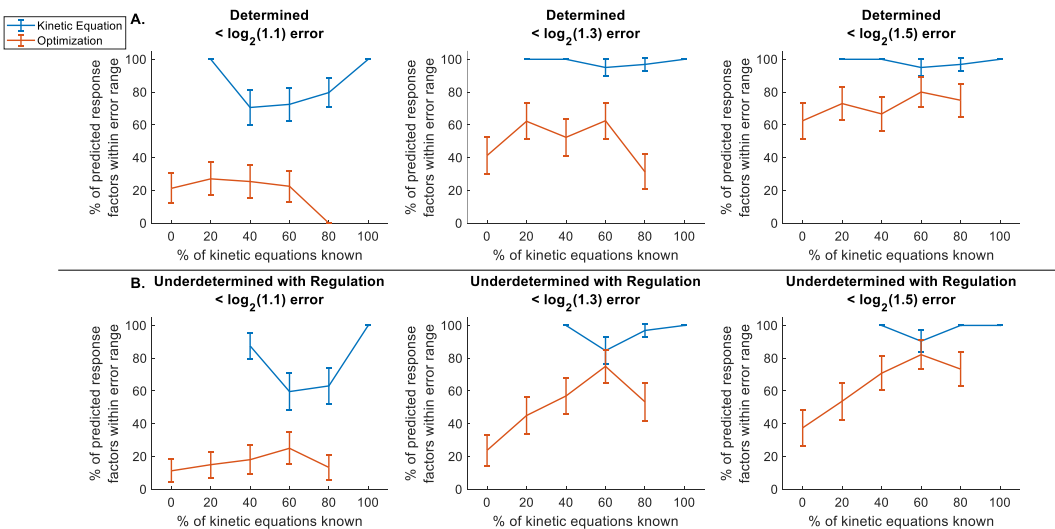 Kinetic Equation
Optimization
A.
Determined
< log2(1.1) error
Determined
< log2(1.3) error
Determined
< log2(1.5) error
% of predicted response
factors within error range
100
80
60
40
20
0
0 20 40 60 80 100
% of kinetic equations known
% of predicted response
factors within error range
100
80
60
40
20
0
0 20 40 60 80 100
% of kinetic equations known
% of predicted response
factors within error range
100
80
60
40
20
0
0 20 40 60 80 100
% of kinetic equations known
B.
Underdetermined with Regulation
< log2(1.1) error
Underdetermined with Regulation
< log2(1.3) error
Underdetermined with Regulation
< log2(1.5) error
% of predicted response
factors within error range
100
80
60
40
20
0
0 20 40 60 80 100
% of kinetic equations known
% of predicted response
factors within error range
100
80
60
40
20
0
0 20 40 60 80 100
% of kinetic equations known
% of predicted response
factors within error range
100
80
60
40
20
0
0 20 40 60 80 100
% of kinetic equations known